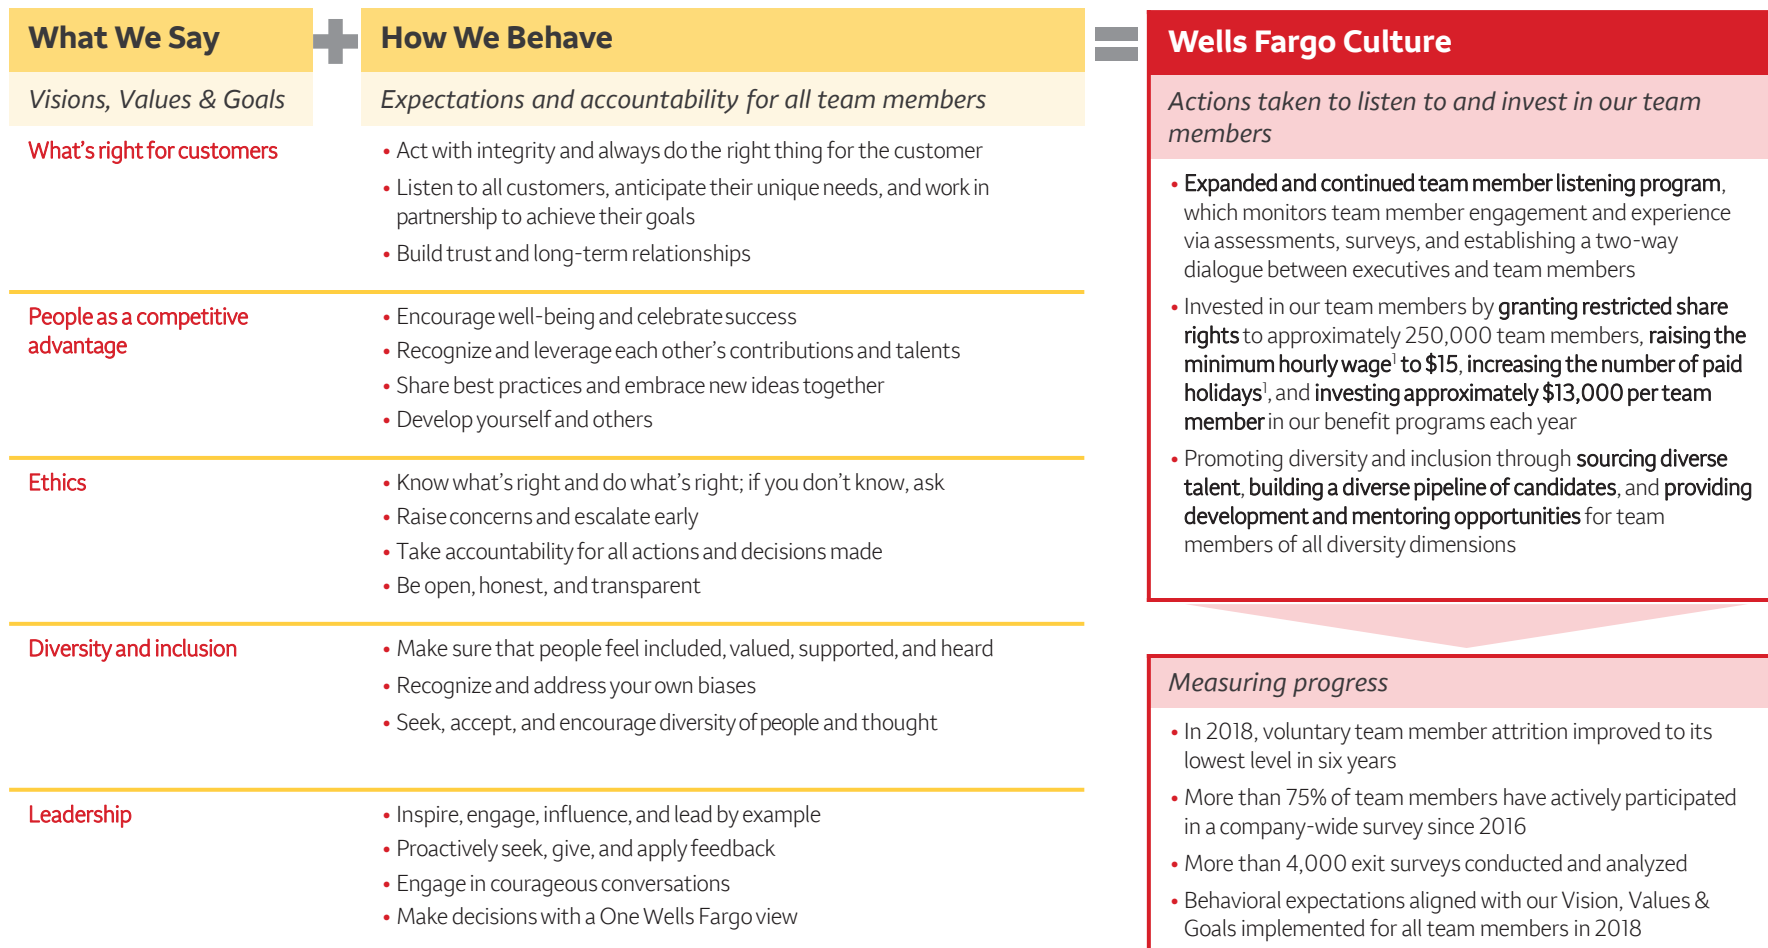 What We Say
Visions, Values & Goals
How We Behave
Expectations and accountability for all team members
What's right for customers
• Act with integrity and always do the right thing for the customer
• Listen to all customers, anticipate their unique needs, and work in
partnership to achieve their goals
• Build trust and long-term relationships
People as a competitive
advantage
• Encourage well-being and celebrate success
• Recognize and leverage each other's contributions and talents
• Share best practices and embrace new ideas together
• Develop yourself and others
Ethics
• Know what's right and do what's right; if you don't know, ask
• Raise concerns and escalate early
• Take accountability for all actions and decisions made
• Be open, honest, and transparent
Diversity and inclusion
• Make sure that people feel included, valued, supported, and heard
• Recognize and address your own biases
• Seek, accept, and encourage diversity of people and thought
Leadership
• Inspire, engage, influence, and lead by example
• Proactively seek, give, and apply feedback
• Engage in courageous conversations
• Make decisions with a One Wells Fargo view
Wells Fargo Culture
Actions taken to listen to and invest in our team
members
• Expanded and continued team member listening program,
which monitors team member engagement and experience
via assessments, surveys, and establishing a two-way
dialogue between executives and team members
• Invested in our team members by granting restricted share
rights to approximately 250,000 team members, raising the
minimum hourly wage¹ to $15, increasing the number of paid
holidays¹, and investing approximately $13,000 per team
member in our benefit programs each year
• Promoting diversity and inclusion through sourcing diverse
talent, building a diverse pipeline of candidates, and providing
development and mentoring opportunities for team
members of all diversity dimensions
Measuring progress
• In 2018, voluntary team member attrition improved to its
lowest level in six years
• More than 75% of team members have actively participated
in a company-wide survey since 2016
• More than 4,000 exit surveys conducted and analyzed
• Behavioral expectations aligned with our Vision, Values &
Goals implemented for all team members in 2018